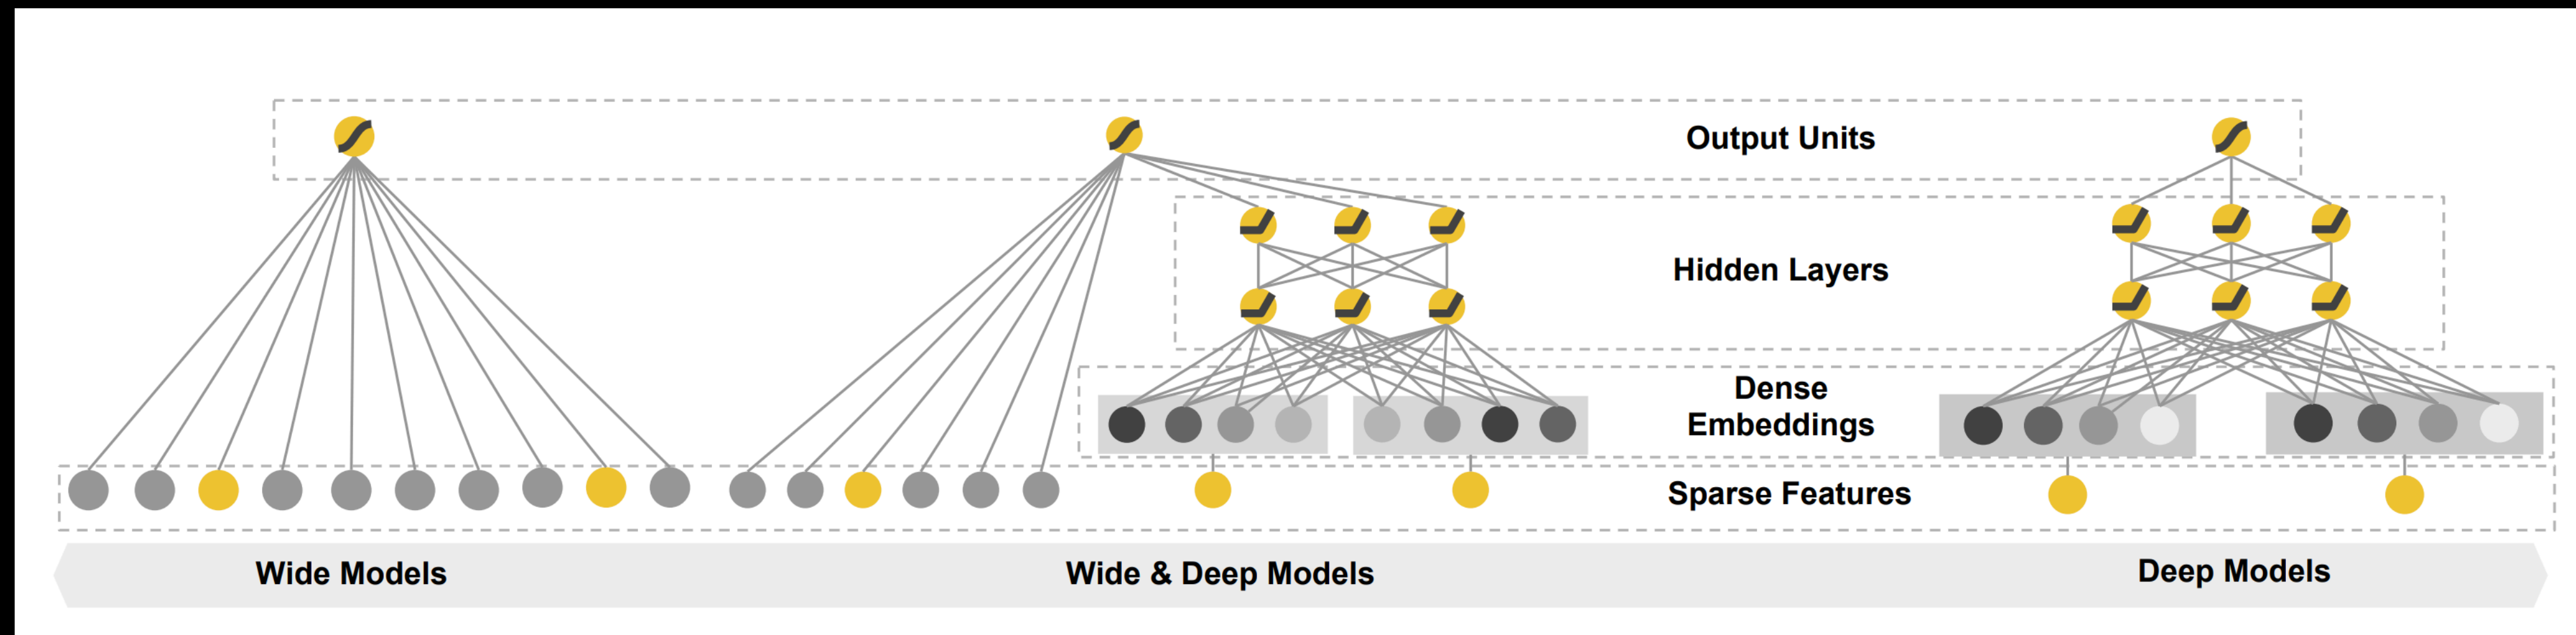 Output Units
Hidden Layers
Dense
Embeddings
Sparse Features
Wide Models
Wide & Deep Models
Deep Models